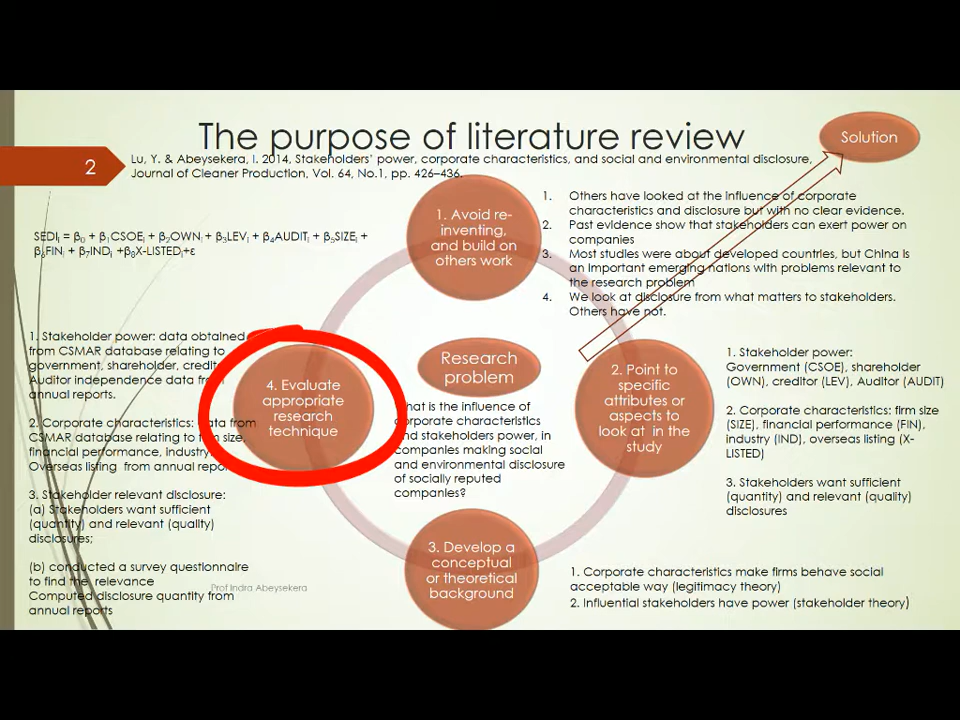 The purpose of literature review
Solution
2
Lu, Y. & Abeysekera, I. 2014, Stakeholders' power, corporate characteristics, and social and environmental disclosure,
Journal of Cleaner Production, Vol. 64, No.1, pp. 426–436.
1. Avoid re-
inventing,
and build on
others work
1. Others have looked at the influence of corporate
characteristics and disclosure but with no clear evidence.
2. Past evidence show that stakeholders can exert power on
companies
3. Most studies were about developed countries, but China is
an important emerging nations with problems relevant to
the research problem
4. We look at disclosure from what matters to stakeholders.
Others have not.
SEDIᵢ = β₀ + β₁CSOEᵢ + β₂OWNᵢ + β₃LEVᵢ + β₄AUDITᵢ + β₅SIZEᵢ +
β₆FINᵢ + β₇INDᵢ +β₈X-LISTEDᵢ+ε
1. Stakeholder power: data obtained
from CSMAR database relating to
government, shareholder,
Auditor independence data
annual reports.
2. Corporate characteristics: data from
CSMAR database relating to firm size,
financial performance,
Overseas listing from annual
3. Stakeholder relevant disclosure:
(a) Stakeholders want sufficient
(quantity) and relevant (quality)
disclosures;
(b) conducted a survey questionnaire
to find the relevance
Computed disclosure quantity from
annual reports
4. Evaluate
appropriate
research
technique
Research
problem
is the influence of
corporate characteristics
and stakeholders power, in
companies making social
and environmental disclosure
of socially reputed
companies?
2. Point to
specific
attributes or
aspects to
look at in the
study
1. Stakeholder power:
Government (CSOE), shareholder
(OWN), creditor (LEV), Auditor (AUDIT)
2. Corporate characteristics: firm size
(SIZE), financial performance (FIN),
industry (IND), overseas listing (X-
LISTED)
3. Stakeholders want sufficient
(quantity) and relevant (quality)
disclosures
3. Develop a
conceptual
or theoretical
background
1. Corporate characteristics make firms behave social
acceptable way (legitimacy theory)
2. Influential stakeholders have power (stakeholder theory)
Prof Indra Abeysekera